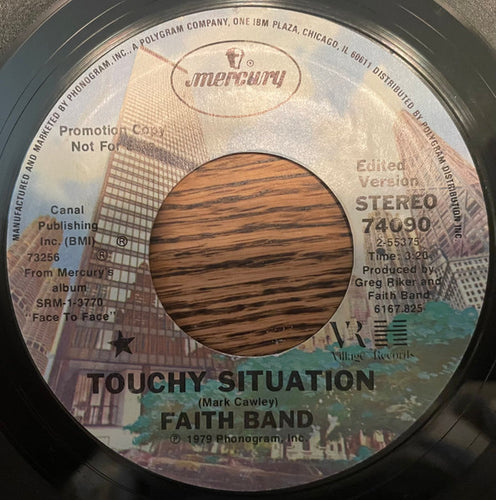 MANUFACTURED AND MARKETED BY PHONOGRAM, INC., A POLYGRAM COMPANY, ONE IBM PLAZA, CHICAGO, IL 60611 DISTRIBUTED BY POLYGRAM DISTRIBUTION, INC
mercury
®
Promotion Copy
Not For
Edited
Version
STEREO
74090
2-55375
Time: 3:20
Produced by
Greg Riker and
Faith Band
6167.825
Canal
Publishing
Inc. (BMI) ®
73256 ℗
From Mercury's
album
SRM-1-3770
"Face To Face"
VR
Village Records
TOUCHY SITUATION
(Mark Cawley)
FAITH BAND
℗ 1979 Phonogram, Inc.